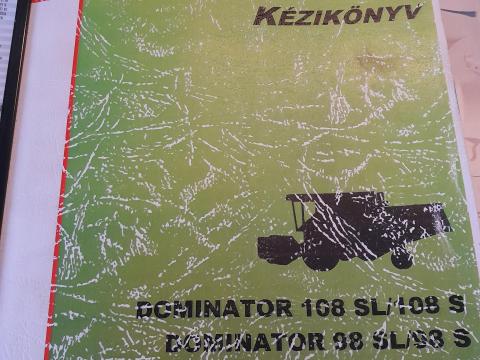 KÉZIKÖNYV
DOMINATOR 108 SL/108 S
DOMINATOR 98 SL/98 S